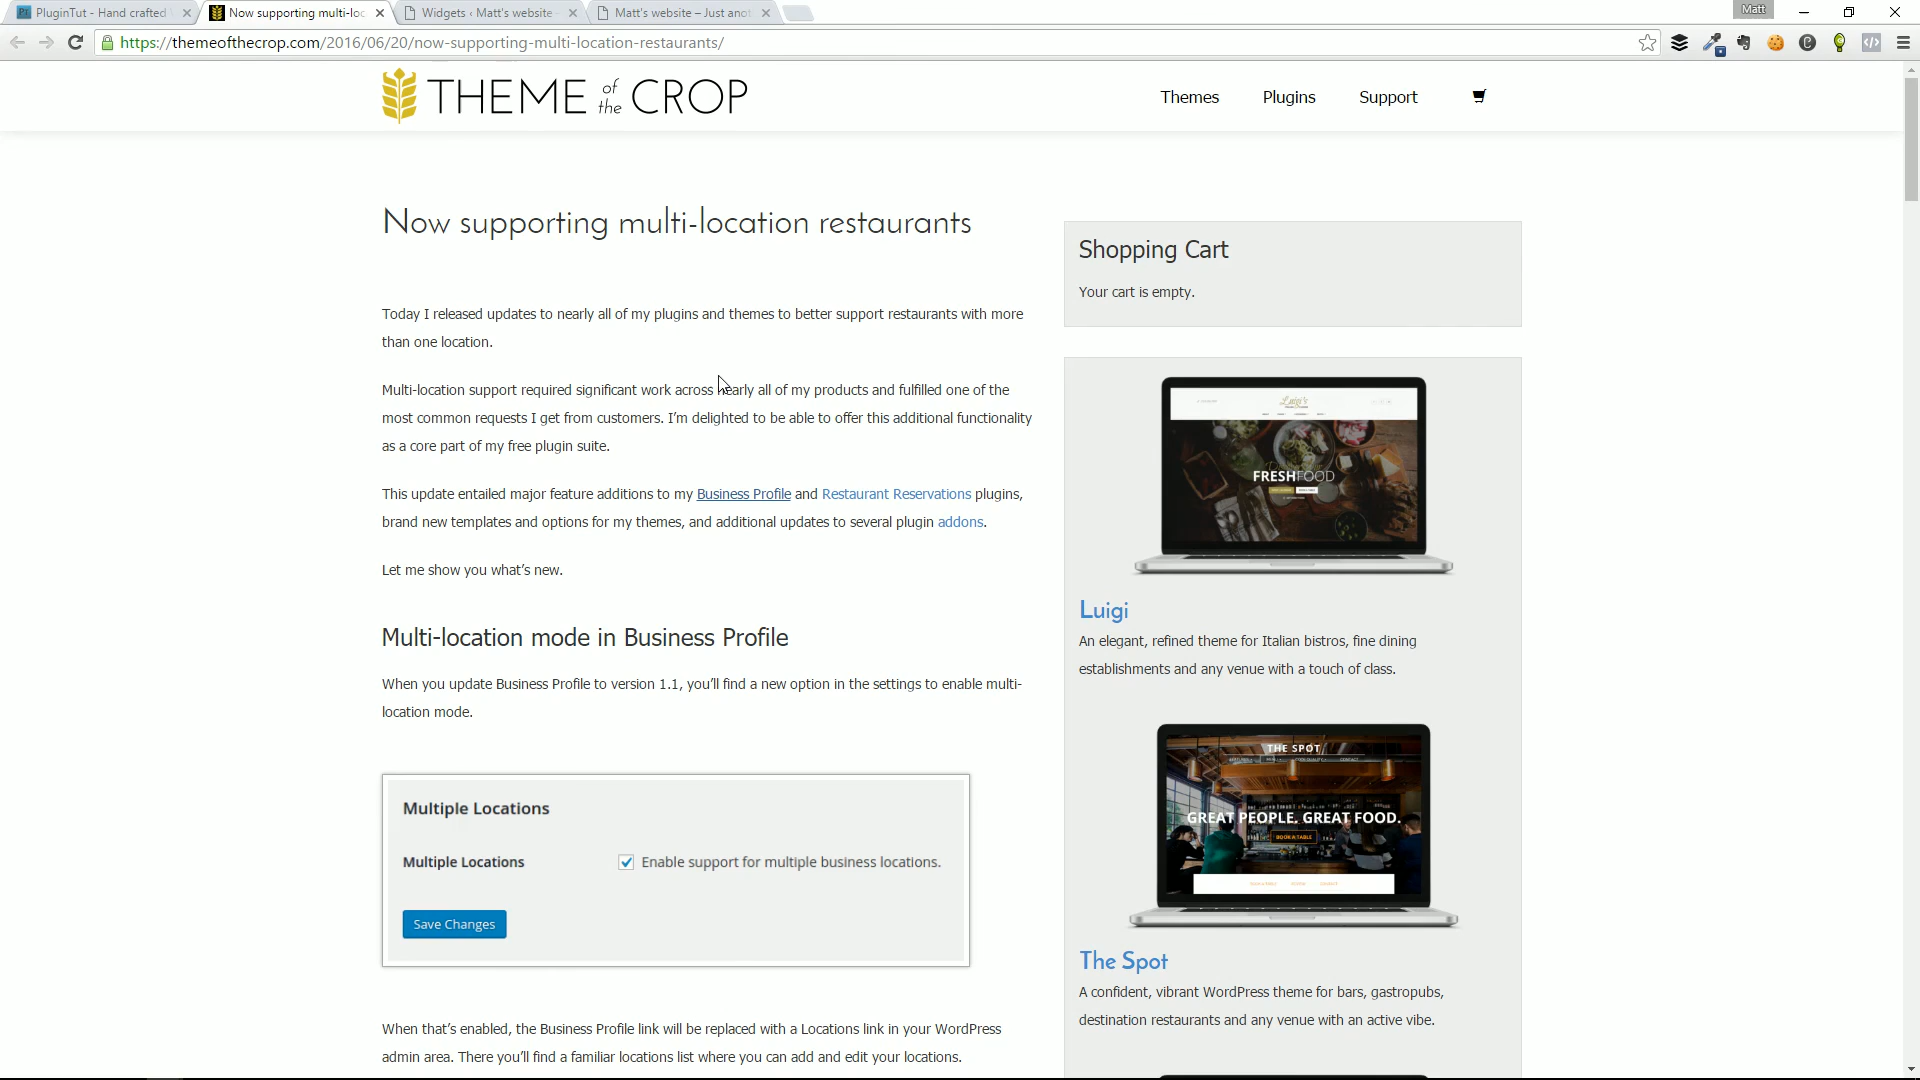 PluginTut - Hand crafted
Now supporting multi-loc
Widgets ‹ Matt's website
Matt's website – Just anot
Matt
https://themeofthecrop.com/2016/06/20/now-supporting-multi-location-restaurants/
THEME of the CROP
Themes
Plugins
Support
Now supporting multi-location restaurants
Today I released updates to nearly all of my plugins and themes to better support restaurants with more
than one location.
Multi-location support required significant work across nearly all of my products and fulfilled one of the
most common requests I get from customers. I'm delighted to be able to offer this additional functionality
as a core part of my free plugin suite.
This update entailed major feature additions to my Business Profile and Restaurant Reservations plugins,
brand new templates and options for my themes, and additional updates to several plugin addons.
Let me show you what's new.
Multi-location mode in Business Profile
When you update Business Profile to version 1.1, you'll find a new option in the settings to enable multi-
location mode.
Multiple Locations
Multiple Locations
Enable support for multiple business locations.
Save Changes
When that's enabled, the Business Profile link will be replaced with a Locations link in your WordPress
admin area. There you'll find a familiar locations list where you can add and edit your locations.
Shopping Cart
Your cart is empty.
Luigi's
FRESHFOOD
Luigi
An elegant, refined theme for Italian bistros, fine dining
establishments and any venue with a touch of class.
THE SPOT
GREAT PEOPLE. GREAT FOOD.
BOOK A TABLE
The Spot
A confident, vibrant WordPress theme for bars, gastropubs,
destination restaurants and any venue with an active vibe.